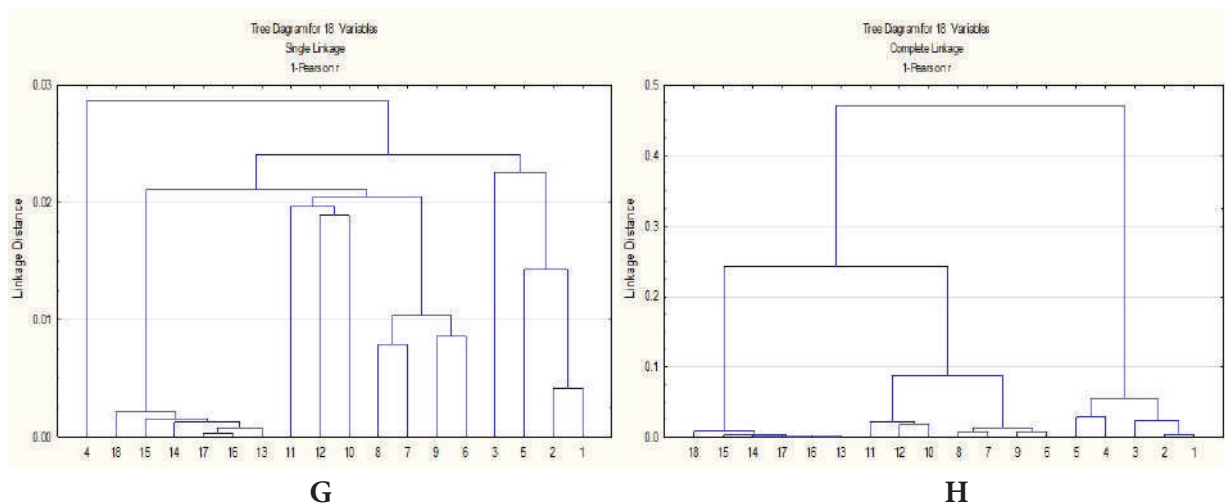 Tree Diagram for 18 Variables
Single Linkage
1-Pearson r
0.03
0.02
0.01
0.00
Linkage Distance
4 18 15 14 17 16 13 11 12 10 8 7 9 6 3 5 2 1
G
Tree Diagram for 18 Variables
Complete Linkage
1-Pearson r
0.5
0.4
0.3
0.2
0.1
0.0
Linkage Distance
18 15 14 17 16 13 11 12 10 8 7 9 6 5 4 3 2 1
H